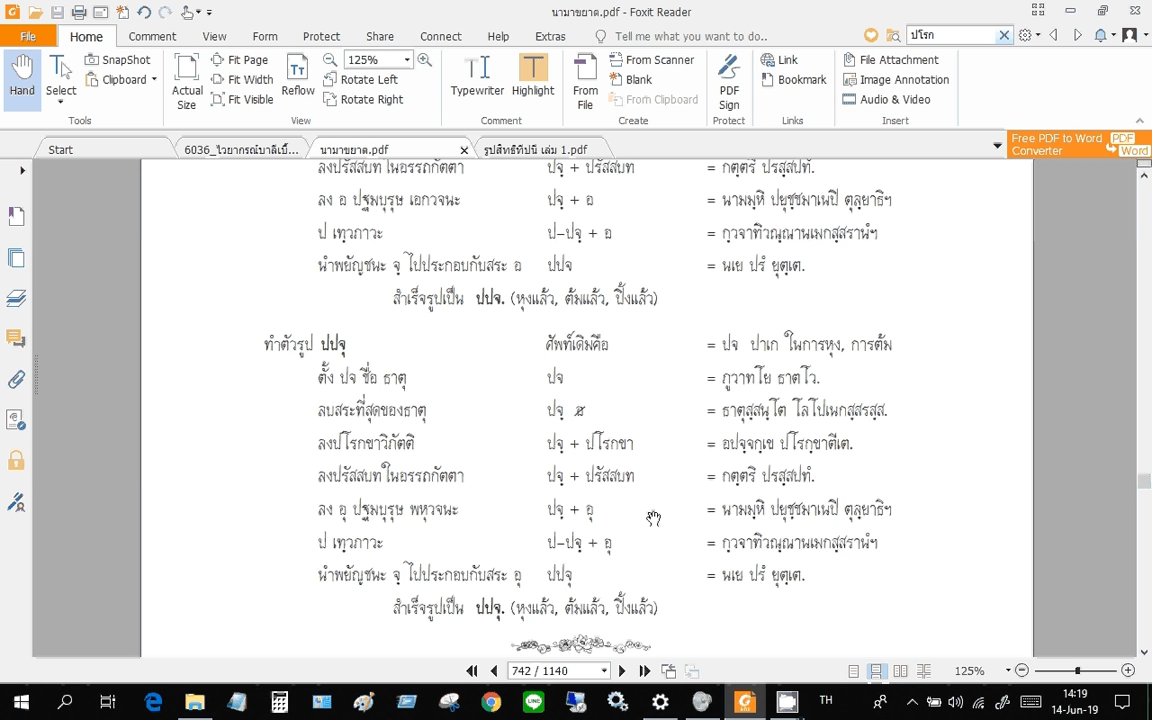 นามาขยาต.pdf - Foxit Reader
File Home Comment View Form Protect Share Connect Help Extras Tell me what you want to do.. ปโรก
Hand Select SnapShot Clipboard Actual Size Fit Page Fit Width Fit Visible Reflow 125% Rotate Left Rotate Right Typewriter Highlight From File From Scanner Blank From Clipboard PDF Sign Link Bookmark File Attachment Image Annotation Audio & Video
Tools View Comment Create Protect Links Insert
Start 6036_ไวยากรณ์บาลีเบื้... นามาขยาต.pdf รูปสิทธิทีปนี เล่ม 1.pdf Free PDF to Word Converter PDF Word
ลงปรัสสบท ในอรรถกัตตา ปจฺ + ปรัสสบท = กตฺตริ ปรสฺสปทํ.
ลง อ ปฐมบุรุษ เอกวจนะ ปจฺ + อ = นามมฺหิ ปยุชฺชมาเนปิ ตุลฺยาธิฯ
ป เทฺวภาวะ ป–ปจฺ + อ = กฺวจาทิวณฺณานเมกสฺสรานํฯ
นำพยัญชนะ จฺ ไปประกอบกับสระ อ ปปจ = นเย ปรํ ยุตฺเต.
สำเร็จรูปเป็น ปปจ. (หุงแล้ว, ต้มแล้ว, ปิ้งแล้ว)
ทำตัวรูป ปปจุ ศัพท์เดิมคือ = ปจ ปาเก ในการหุง, การต้ม
ตั้ง ปจ ชื่อ ธาตุ ปจ = ภูวาทโย ธาตโว.
ลบสระที่สุดของธาตุ ปจฺ อ = ธาตุสฺสนฺโต โลโปเนกสฺสรสฺส.
ลงปโรกขาวิภัตติ ปจฺ + ปโรกขา = อปจฺจกฺเข ปโรกฺขาตีเต.
ลงปรัสสบท ในอรรถกัตตา ปจฺ + ปรัสสบท = กตฺตริ ปรสฺสปทํ.
ลง อุ ปฐมบุรุษ พหุวจนะ ปจฺ + อุ = นามมฺหิ ปยุชฺชมาเนปิ ตุลฺยาธิฯ
ป เทฺวภาวะ ป–ปจฺ + อุ = กฺวจาทิวณฺณานเมกสฺสรานํฯ
นำพยัญชนะ จฺ ไปประกอบกับสระ อุ ปปจุ = นเย ปรํ ยุตฺเต.
สำเร็จรูปเป็น ปปจุ. (หุงแล้ว, ต้มแล้ว, ปิ้งแล้ว)
742 / 1140 125%
TH 14:19
14-Jun-19